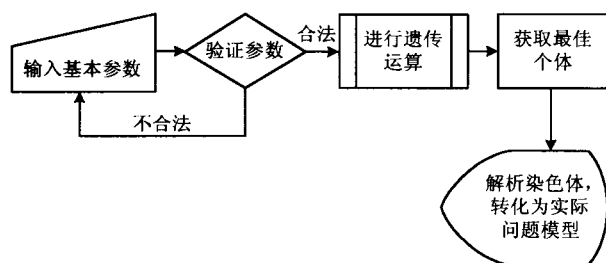 输入基本参数
验证参数
合法
不合法
进行遗传
运算
获取最佳
个体
解析染色体，
转化为实际
问题模型